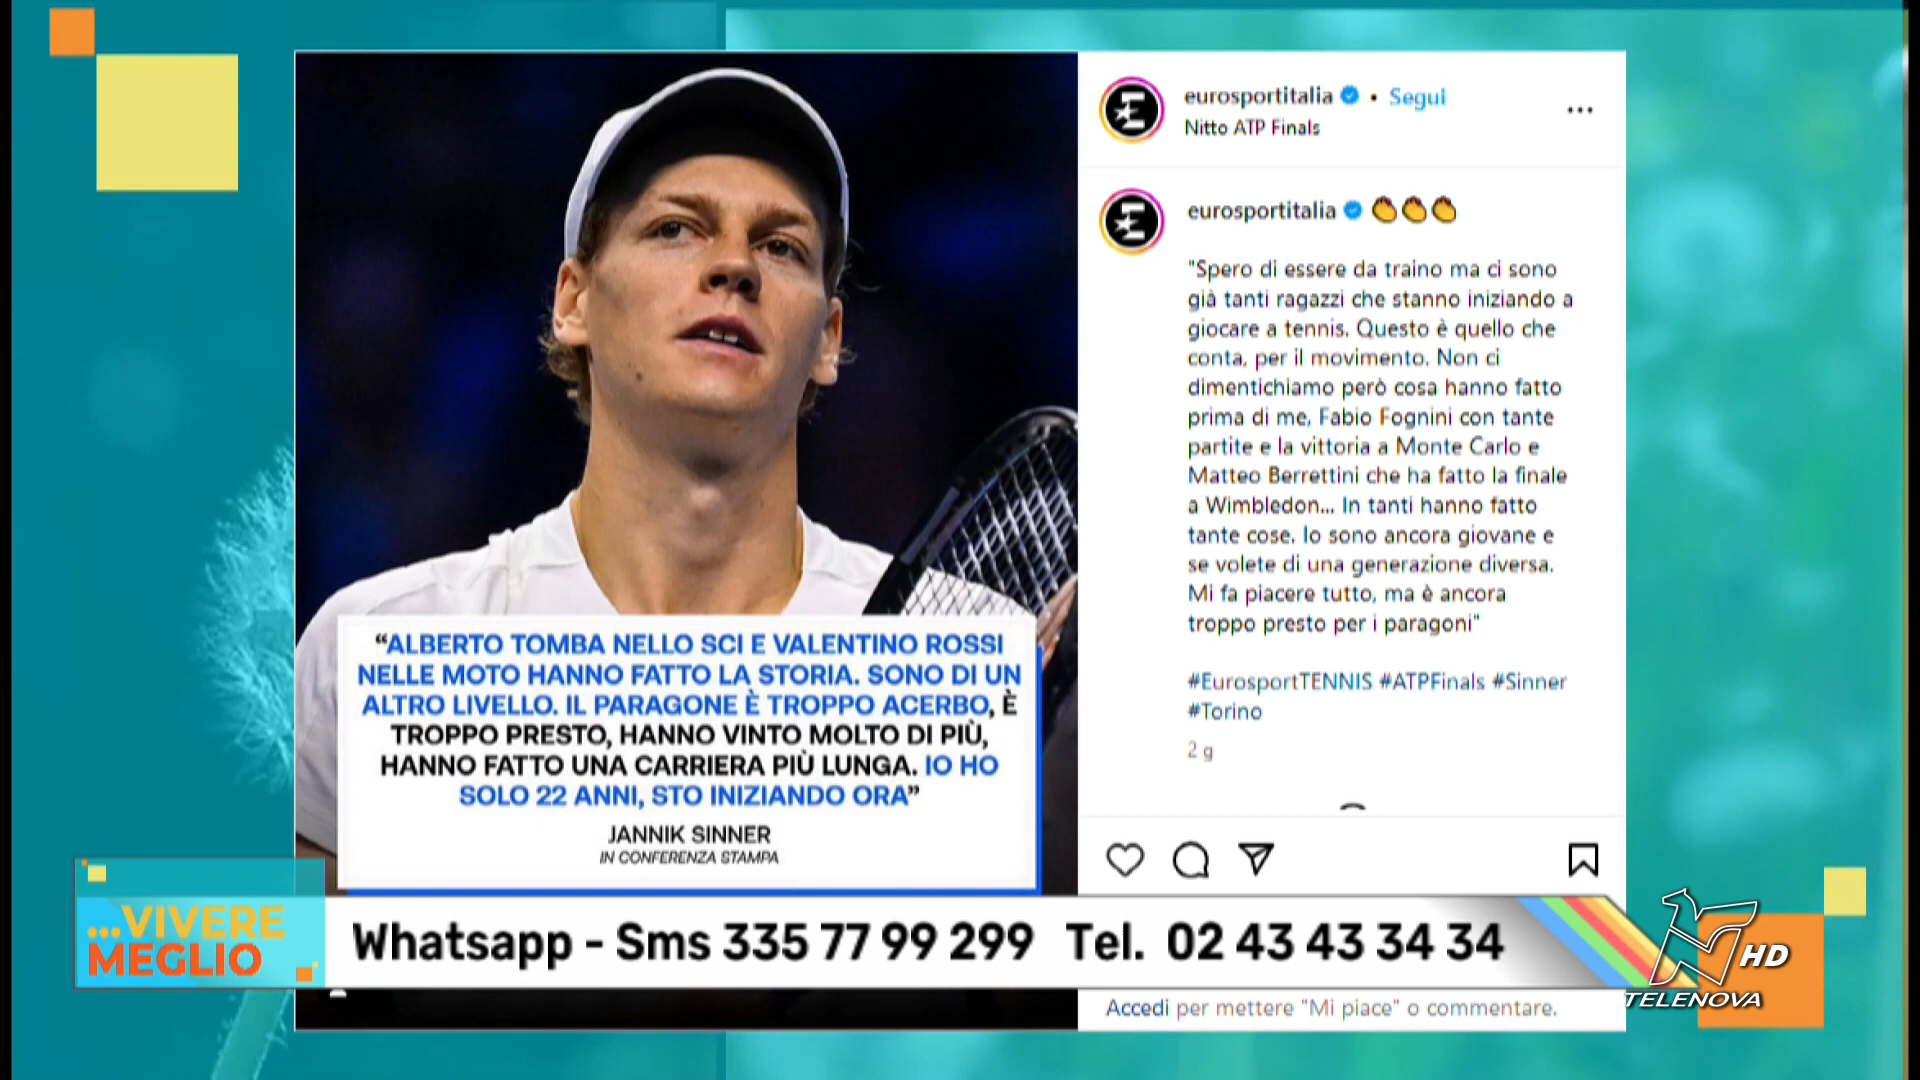 eurosportitalia • Segui
Nitto ATP Finals
eurosportitalia
"Spero di essere da traino ma ci sono
già tanti ragazzi che stanno iniziando a
giocare a tennis. Questo è quello che
conta, per il movimento. Non ci
dimentichiamo però cosa hanno fatto
prima di me, Fabio Fognini con tante
partite e la vittoria a Monte Carlo e
Matteo Berrettini che ha fatto la finale
a Wimbledon... In tanti hanno fatto
tante cose. Io sono ancora giovane e
se volete di una generazione diversa.
Mi fa piacere tutto, ma è ancora
troppo presto per i paragoni"
#EurosportTENNIS #ATPFinals #Sinner
#Torino
2 g
“ALBERTO TOMBA NELLO SCI E VALENTINO ROSSI
NELLE MOTO HANNO FATTO LA STORIA. SONO DI UN
ALTRO LIVELLO. IL PARAGONE È TROPPO ACERBO, È
TROPPO PRESTO, HANNO VINTO MOLTO DI PIÙ,
HANNO FATTO UNA CARRIERA PIÙ LUNGA. IO HO
SOLO 22 ANNI, STO INIZIANDO ORA”
JANNIK SINNER
IN CONFERENZA STAMPA
...VIVERE
MEGLIO
Whatsapp - Sms 335 77 99 299 Tel. 02 43 43 34 34
HD
TELENOVA
Accedi per mettere "Mi piace" o commentare.